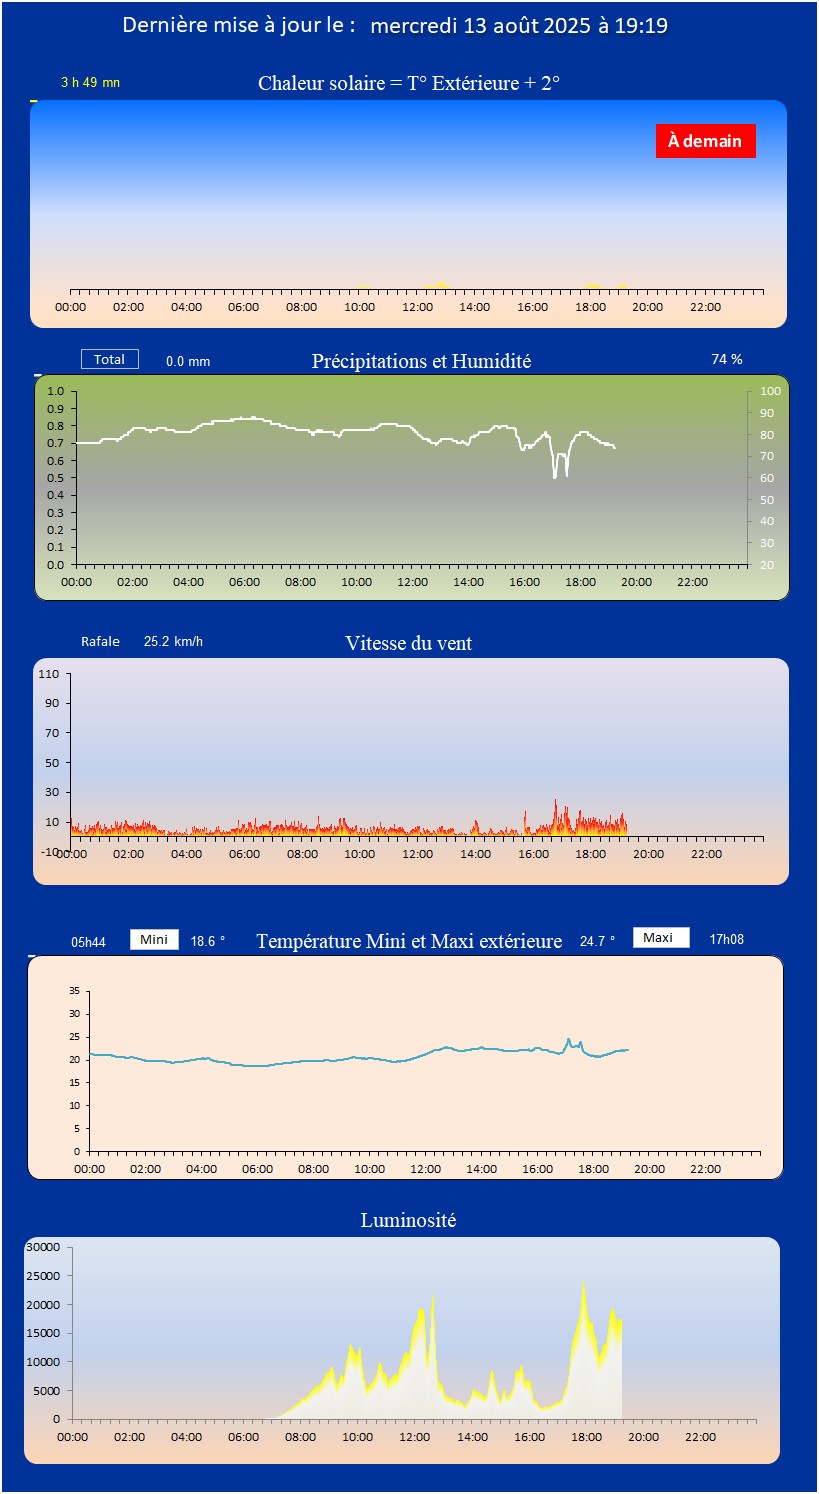 Dernière mise à jour le : mercredi 13 août 2025 à 19:19
3 h 49 mn Chaleur solaire = T° Extérieure + 2°
À demain
00:00 02:00 04:00 06:00 08:00 10:00 12:00 14:00 16:00 18:00 20:00 22:00
Total 0.0 mm Précipitations et Humidité 74 %
1.0 100
0.9 90
0.8 80
0.7 70
0.6 60
0.5 50
0.4 40
0.3 30
0.2 20
0.1
0.0
00:00 02:00 04:00 06:00 08:00 10:00 12:00 14:00 16:00 18:00 20:00 22:00
Rafale 25.2 km/h Vitesse du vent
110
90
70
50
30
10
-10
00:00 02:00 04:00 06:00 08:00 10:00 12:00 14:00 16:00 18:00 20:00 22:00
05h44 Mini 18.6 ° Température Mini et Maxi extérieure 24.7 ° Maxi 17h08
35
30
25
20
15
10
5
0
00:00 02:00 04:00 06:00 08:00 10:00 12:00 14:00 16:00 18:00 20:00 22:00
Luminosité
30000
25000
20000
15000
10000
5000
0
00:00 02:00 04:00 06:00 08:00 10:00 12:00 14:00 16:00 18:00 20:00 22:00